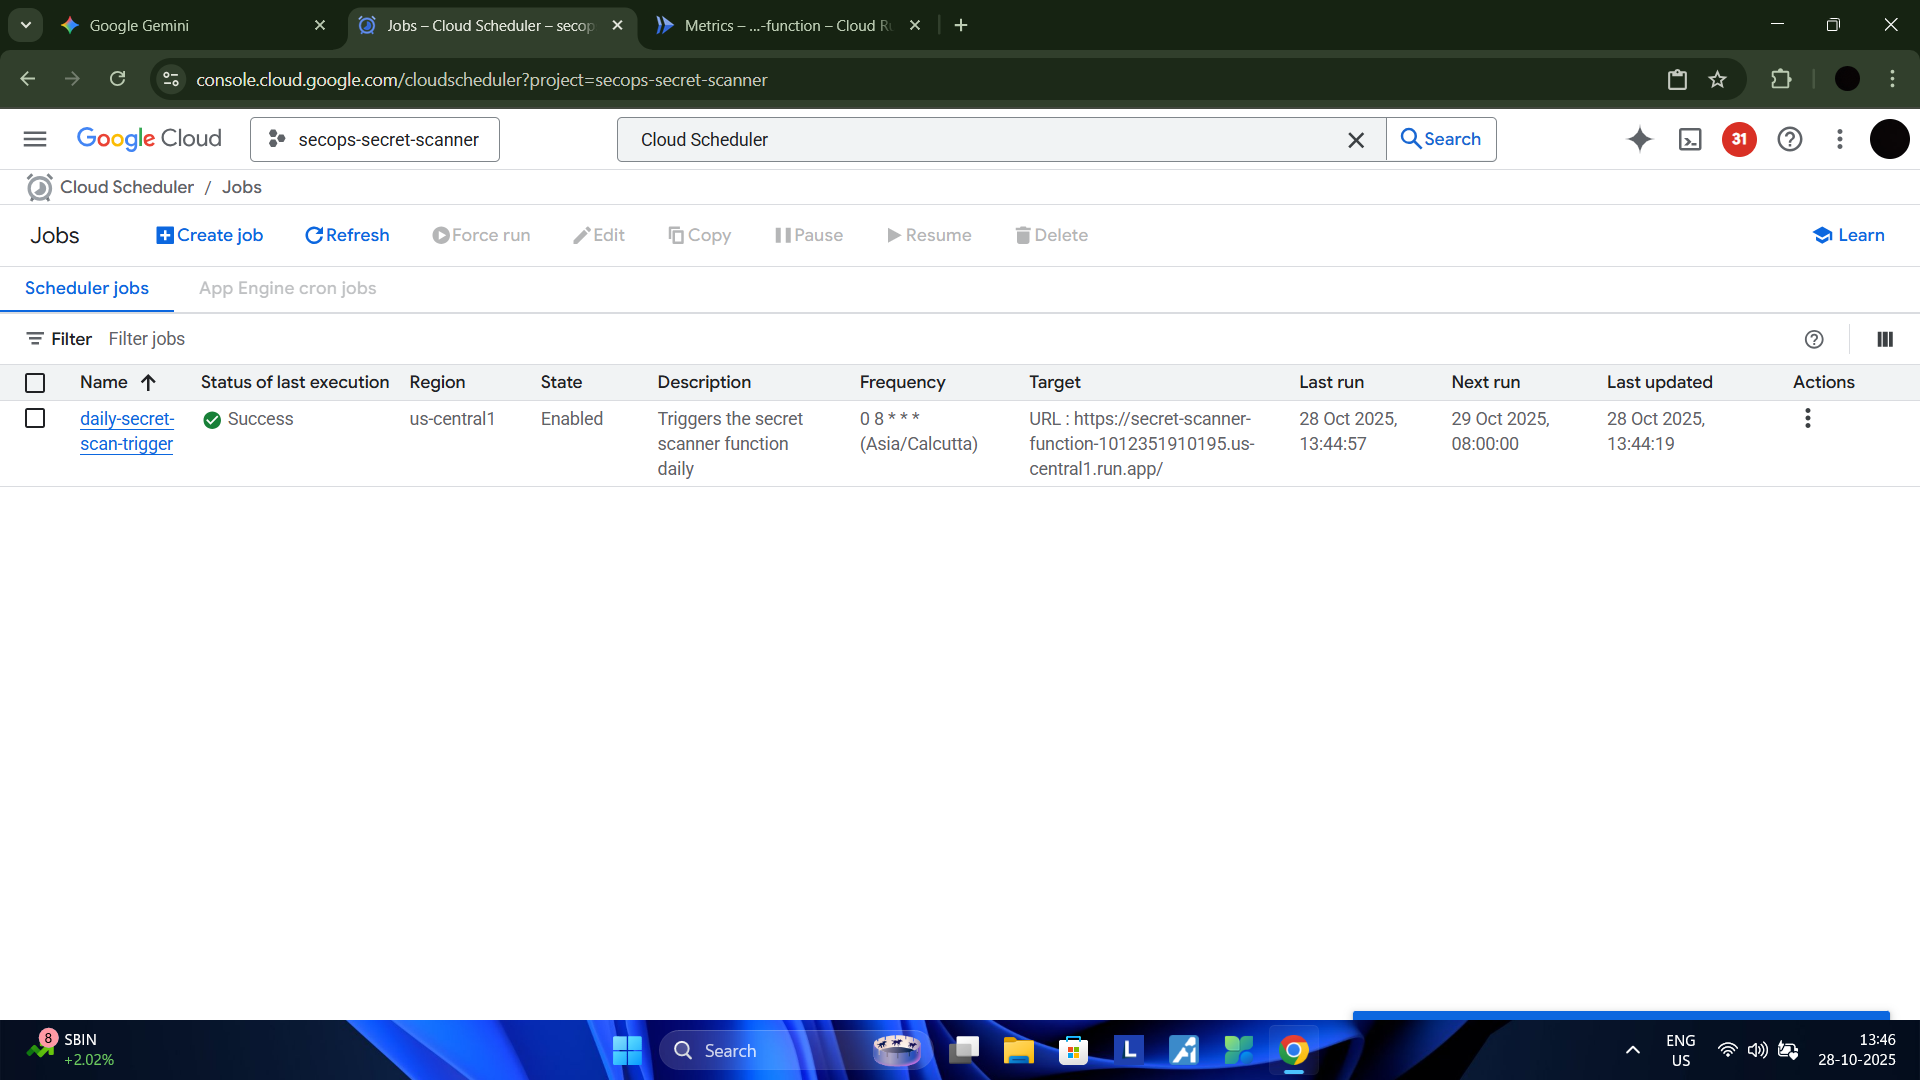 Google Gemini
Jobs – Cloud Scheduler – secop
Metrics – ...-function – Cloud Ru
console.cloud.google.com/cloudscheduler?project=secops-secret-scanner
Google Cloud
secops-secret-scanner
Cloud Scheduler
Search
31
Cloud Scheduler / Jobs
Jobs
Create job
Refresh
Force run
Edit
Copy
Pause
Resume
Delete
Learn
Scheduler jobs
App Engine cron jobs
Filter
Filter jobs
Name
Status of last execution
Region
State
Description
Frequency
Target
Last run
Next run
Last updated
Actions
daily-secret-
scan-trigger
Success
us-central1
Enabled
Triggers the secret
scanner function
daily
0 8 * * *
(Asia/Calcutta)
URL : https://secret-scanner-
function-1012351910195.us-
central1.run.app/
28 Oct 2025,
13:44:57
29 Oct 2025,
08:00:00
28 Oct 2025,
13:44:19
8
SBIN
+2.02%
Search
L
ENG
US
13:46
28-10-2025